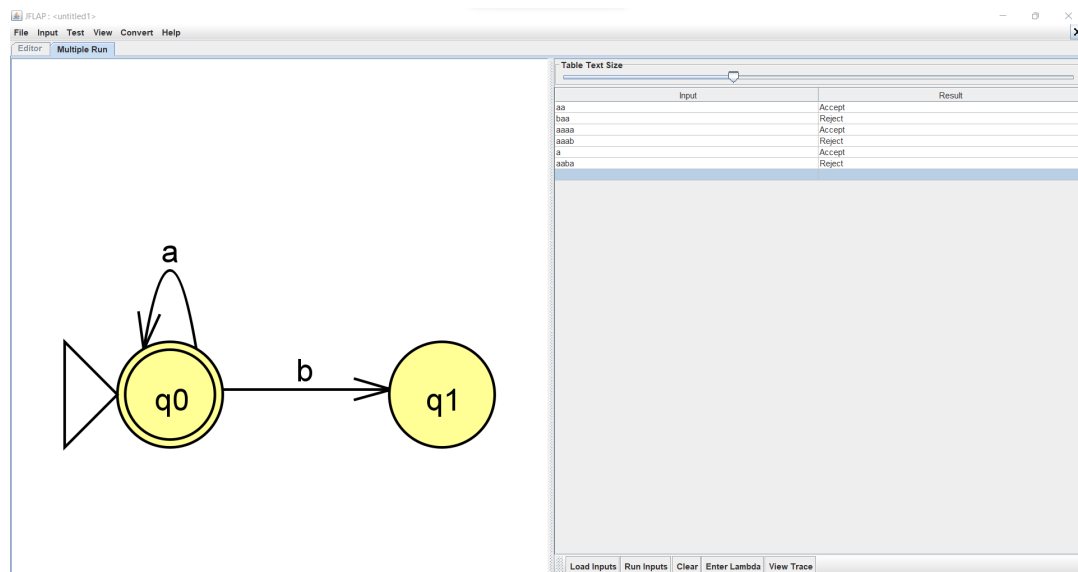 JFLAP : <untitled1>
File Input Test View Convert Help
Editor Multiple Run
Table Text Size
Input Result
aa Accept
baa Reject
aaaa Accept
aaab Reject
a Accept
aaba Reject
a
b
q0
q1
Load Inputs Run Inputs Clear Enter Lambda View Trace